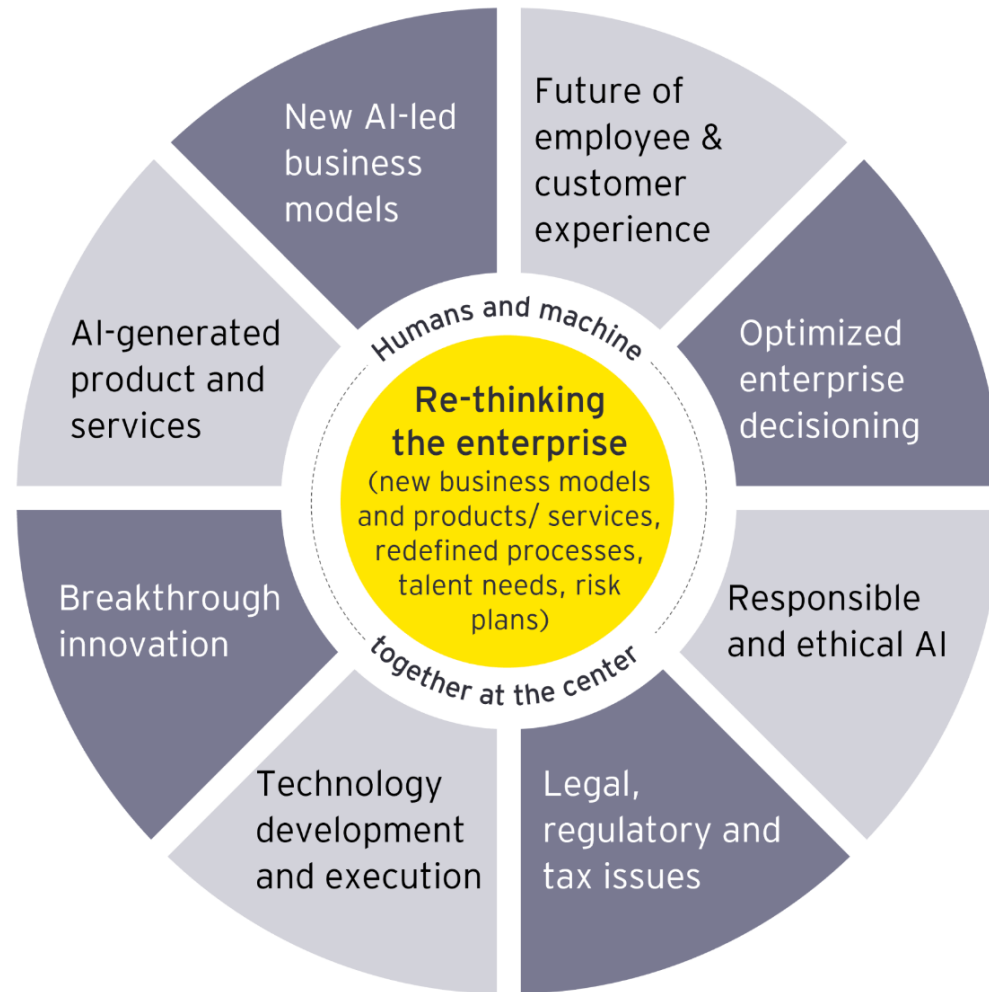 New AI-led
business
models
Future of
employee &
customer
experience
Optimized
enterprise
decisioning
Responsible
and ethical AI
Legal,
regulatory and
tax issues
Technology
development
and execution
Breakthrough
innovation
AI-generated
product and
services
Humans and machine
together at the center
Re-thinking
the enterprise
(new business models
and products/ services,
redefined processes,
talent needs, risk
plans)